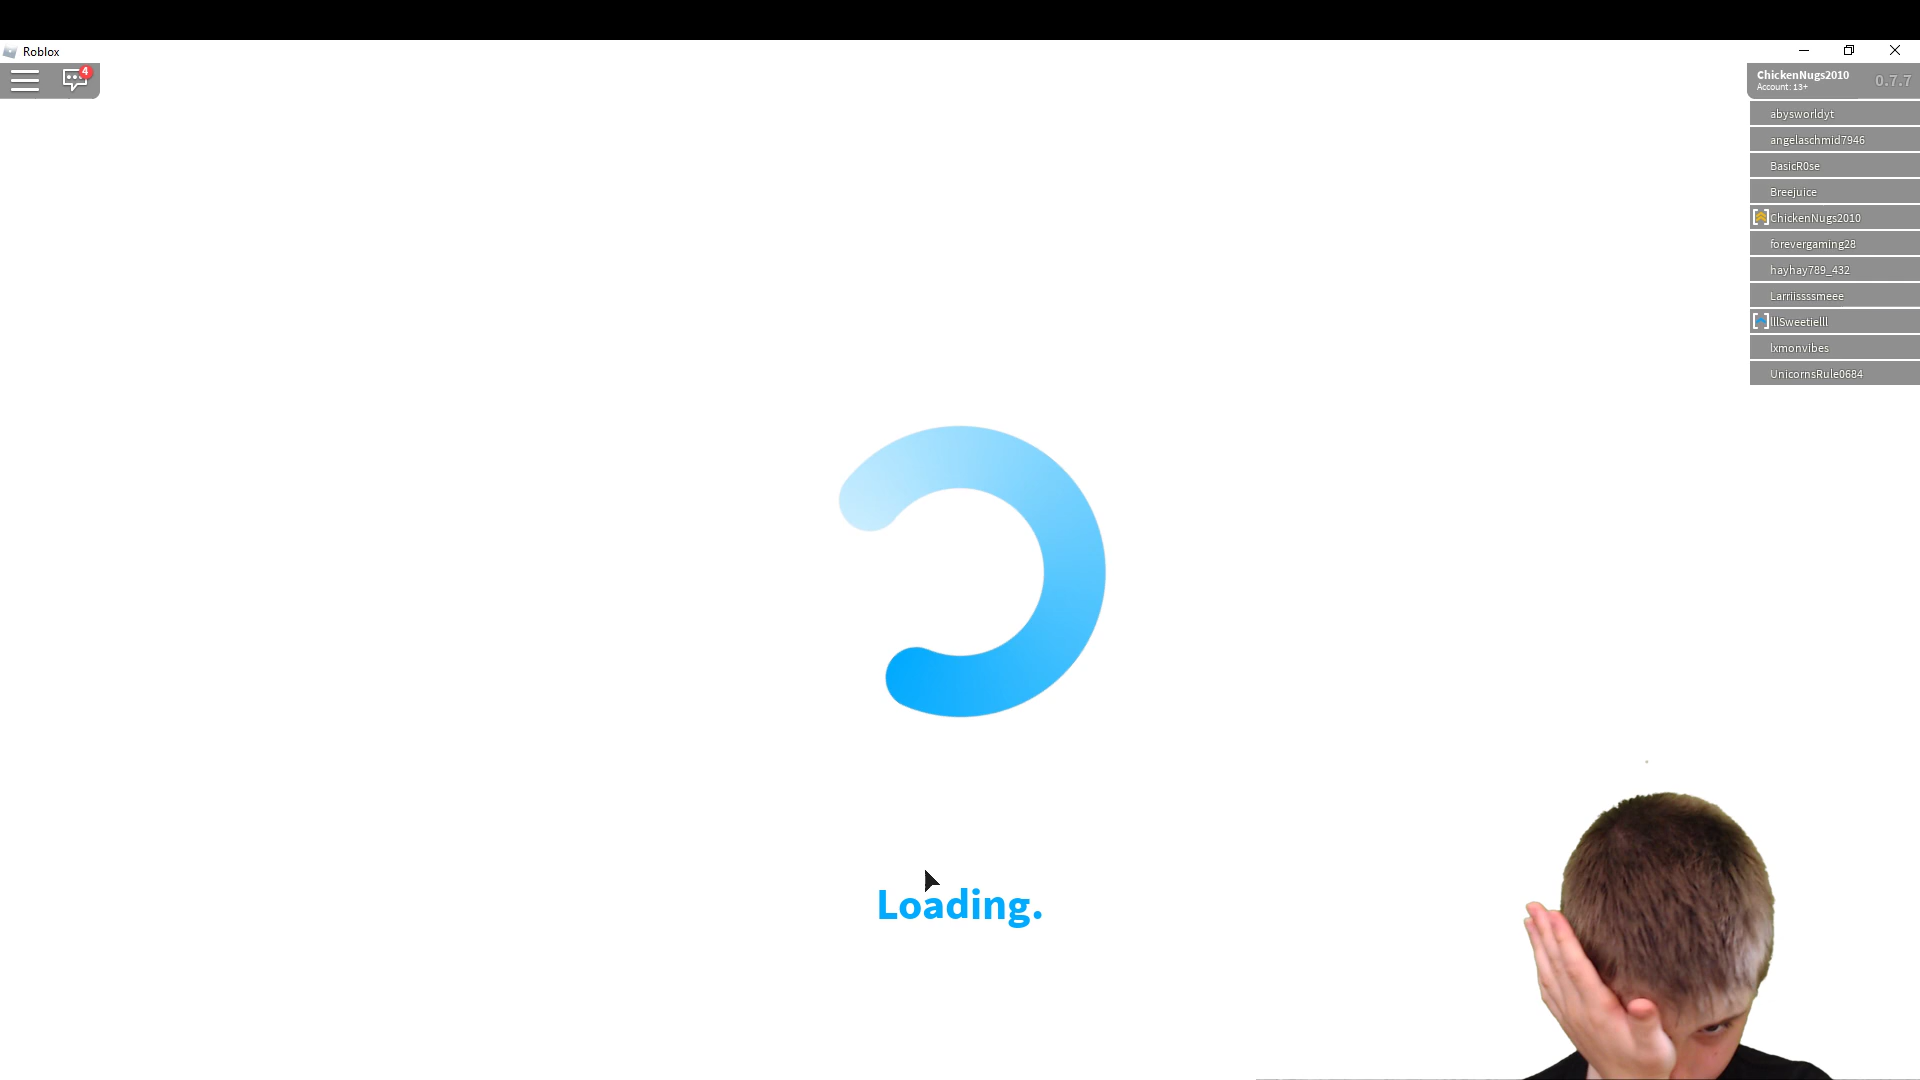 Roblox
4
ChickenNugs2010
Account: 13+
0.7.7
abysworldyt
angelaschmid7946
BasicR0se
Breejuice
ChickenNugs2010
forevergaming28
hayhay789_432
Larriissssmeee
lllSweetielll
lxmonvibes
UnicornsRule0684
Loading.